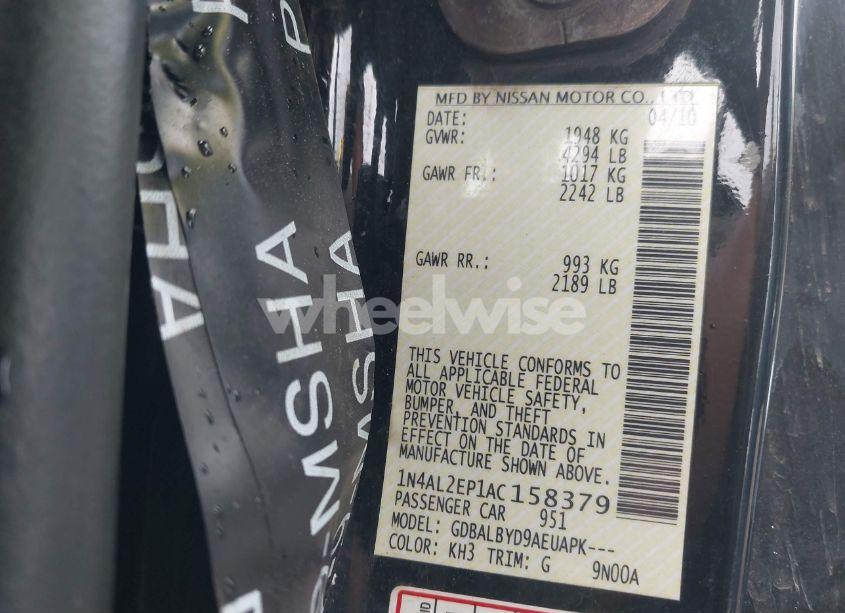 MFD BY NISSAN MOTOR CO., LTD
DATE: 04/10
GVWR: 1948 KG
4294 LB
GAWR FR.: 1017 KG
2242 LB
GAWR RR.: 993 KG
2189 LB
THIS VEHICLE CONFORMS TO
ALL APPLICABLE FEDERAL
MOTOR VEHICLE SAFETY,
BUMPER, AND THEFT
PREVENTION STANDARDS IN
EFFECT ON THE DATE OF
MANUFACTURE SHOWN ABOVE.
1N4AL2EP1AC158379
PASSENGER CAR 951
MODEL: GDBALBYD9AEUAPK---
COLOR: KH3 TRIM: G 9N00A
wheelwise
-MSHA
MSHA